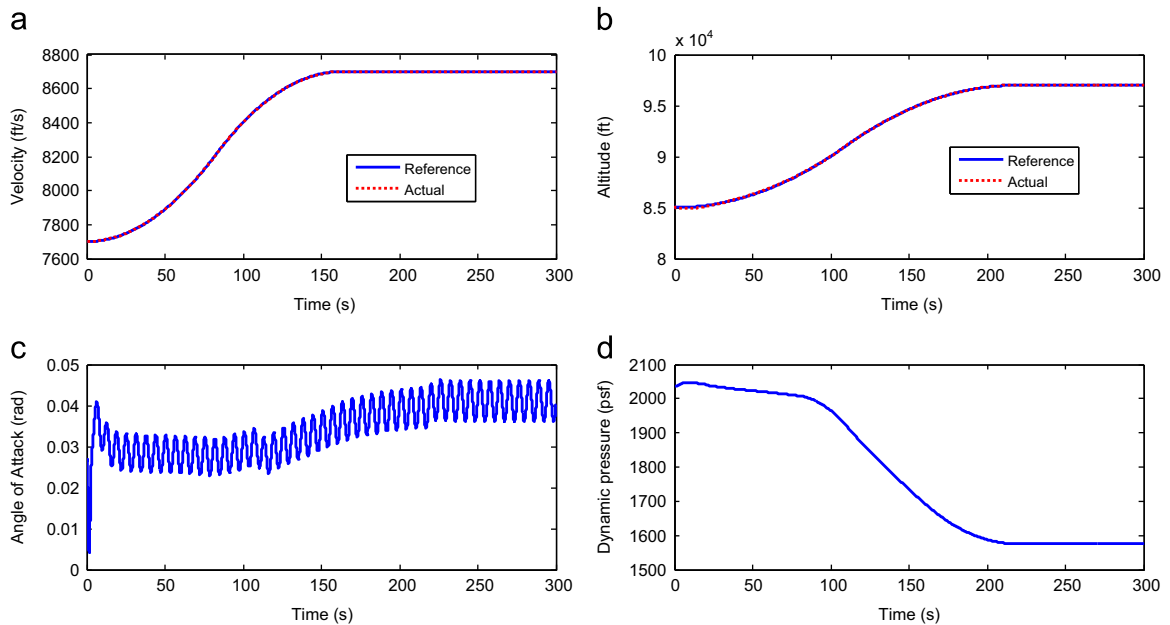 a
8800
8600
8400
8200
8000
7800
7600
Velocity (ft/s)
Reference
Actual
0 50 100 150 200 250 300
Time (s)
b
x 10⁴
10
9.5
9
8.5
8
Altitude (ft)
Reference
Actual
0 50 100 150 200 250 300
Time (s)
c
0.05
0.04
0.03
0.02
0.01
0
Angle of Attack (rad)
0 50 100 150 200 250 300
Time (s)
d
2100
2000
1900
1800
1700
1600
1500
Dynamic pressure (psf)
0 50 100 150 200 250 300
Time (s)